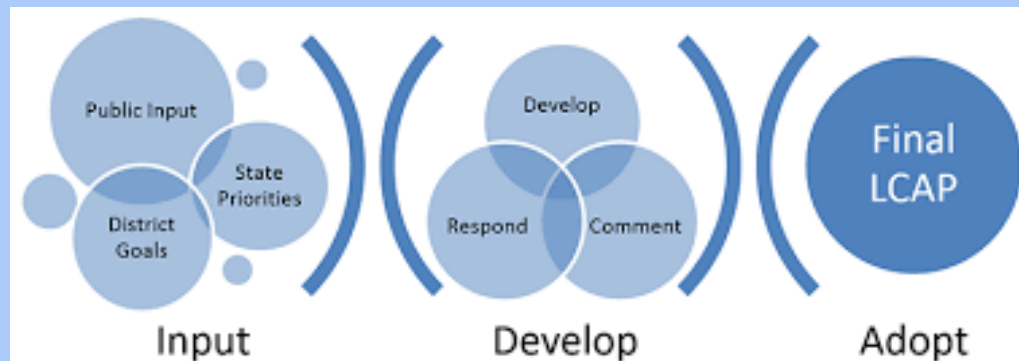 Public Input
State
Priorities
District
Goals
Input
Develop
Respond
Comment
Develop
Final
LCAP
Adopt